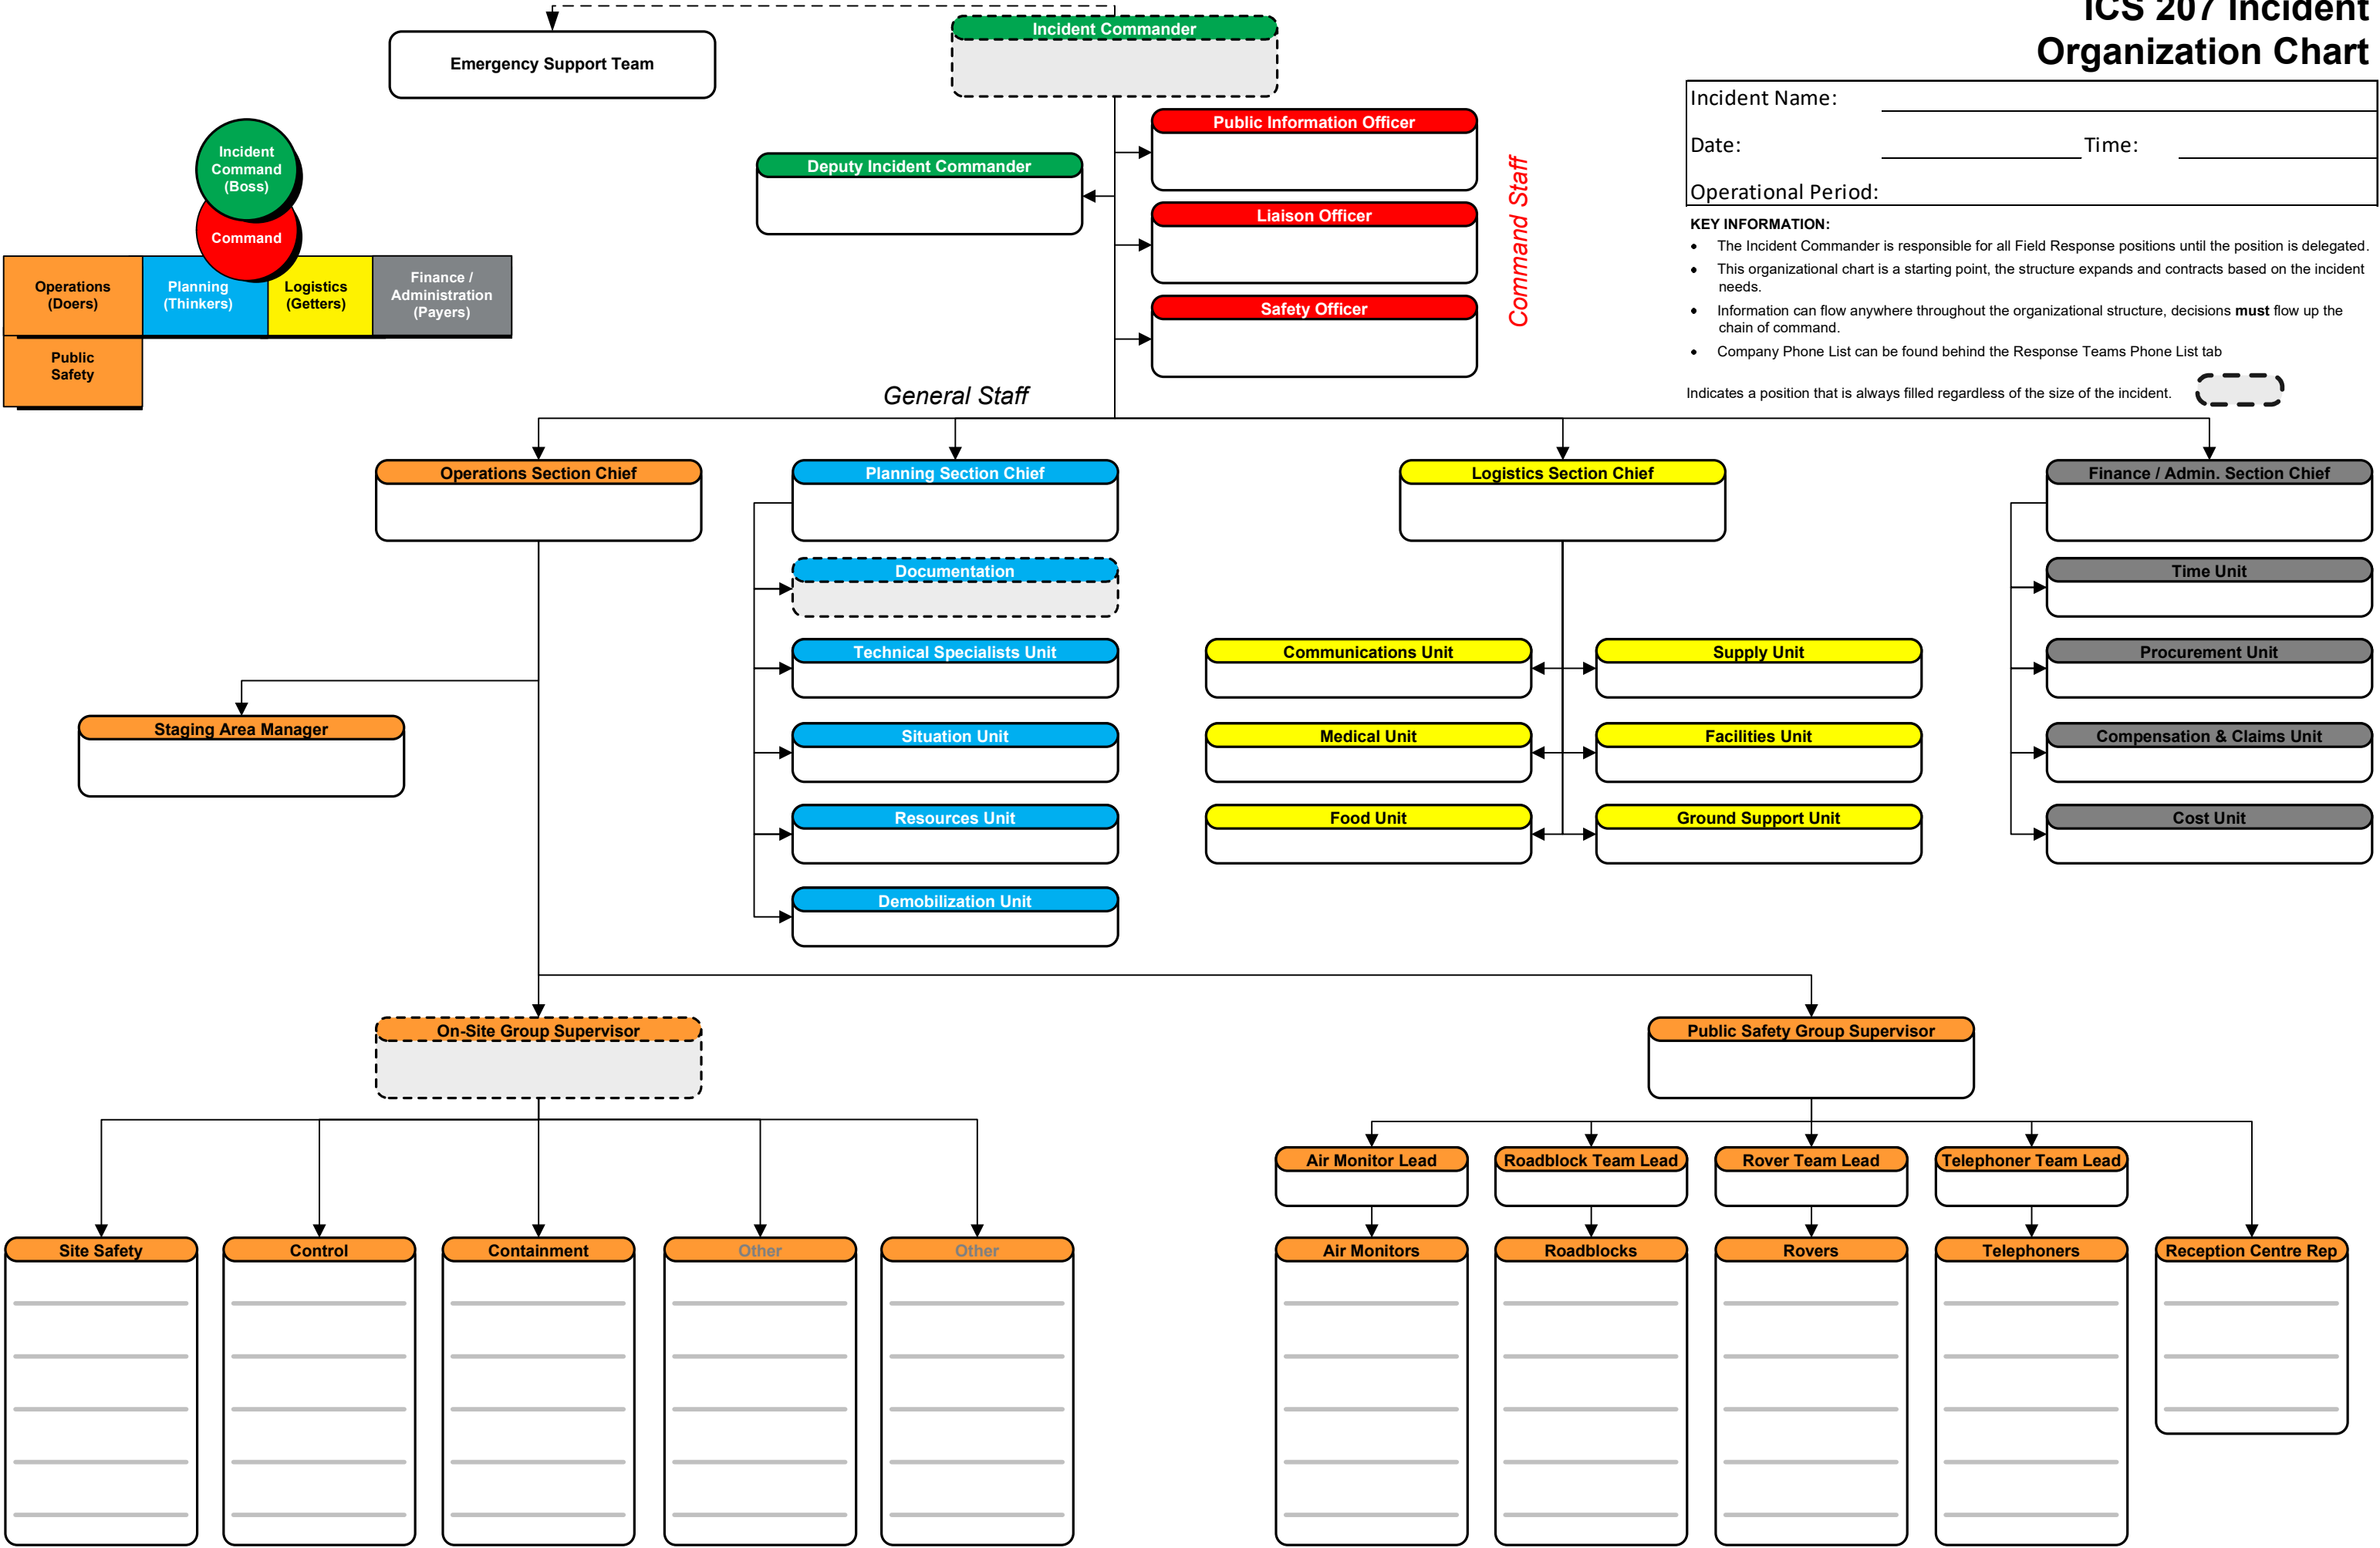 ICS 207 Incident
Organization Chart
Incident Commander
Emergency Support Team
Incident Name:
Date:
Time:
Operational Period:
Public Information Officer
Deputy Incident Commander
Liaison Officer
Safety Officer
Command Staff
Incident
Command
(Boss)
Command
Operations
(Doers)
Planning
(Thinkers)
Logistics
(Getters)
Finance /
Administration
(Payers)
Public
Safety
KEY INFORMATION:
• The Incident Commander is responsible for all Field Response positions until the position is delegated.
• This organizational chart is a starting point, the structure expands and contracts based on the incident
needs.
• Information can flow anywhere throughout the organizational structure, decisions must flow up the
chain of command.
• Company Phone List can be found behind the Response Teams Phone List tab
Indicates a position that is always filled regardless of the size of the incident.
General Staff
Operations Section Chief
Planning Section Chief
Logistics Section Chief
Finance / Admin. Section Chief
Documentation
Time Unit
Technical Specialists Unit
Communications Unit
Supply Unit
Procurement Unit
Staging Area Manager
Situation Unit
Medical Unit
Facilities Unit
Compensation & Claims Unit
Resources Unit
Food Unit
Ground Support Unit
Cost Unit
Demobilization Unit
On-Site Group Supervisor
Public Safety Group Supervisor
Air Monitor Lead
Roadblock Team Lead
Rover Team Lead
Telephoner Team Lead
Site Safety
Control
Containment
Other
Other
Air Monitors
Roadblocks
Rovers
Telephoners
Reception Centre Rep